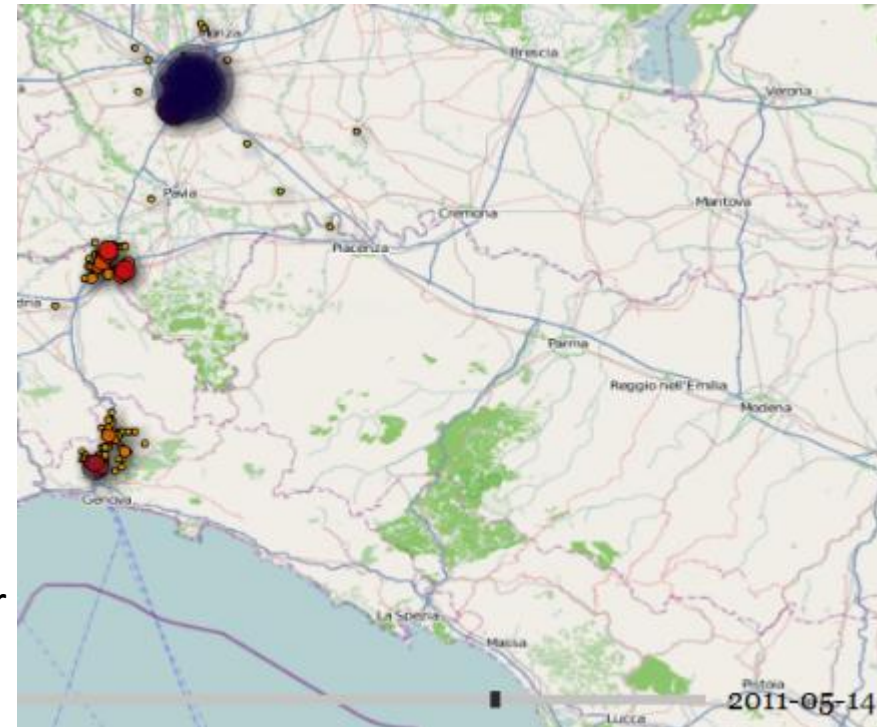 Monza
Brescia
Verona
Pavia
Mantova
Cremona
Piacenza
dria
Parma
Reggio nell'Emilia
Modena
Genova
r
La Spezia
Massa
Pistoia
2011-05-14
Lucca